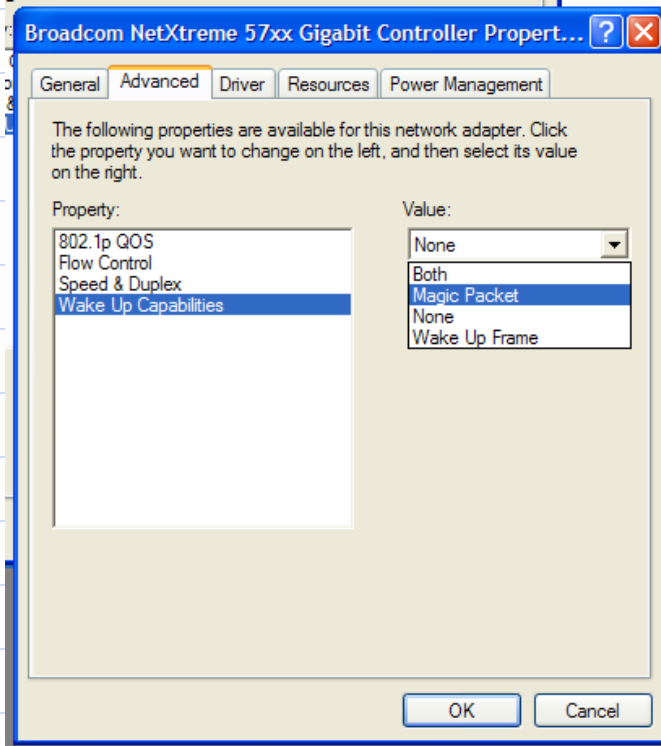 Broadcom NetXtreme 57xx Gigabit Controller Propert...
General Advanced Driver Resources Power Management
The following properties are available for this network adapter. Click
the property you want to change on the left, and then select its value
on the right.
Property:
802.1p QOS
Flow Control
Speed & Duplex
Wake Up Capabilities
Value:
None
Both
Magic Packet
None
Wake Up Frame
OK Cancel